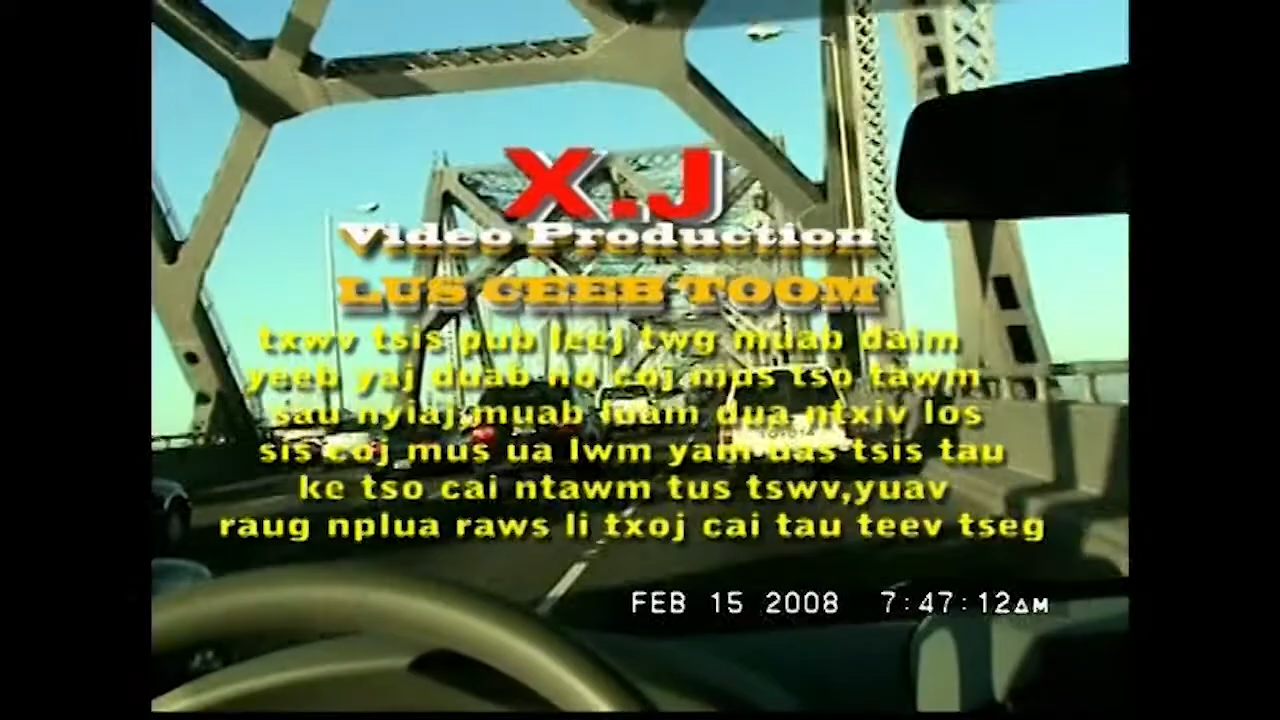 X.J
Video Production
LUS CEEB TOOM
txwv tsis pub leej twg muab daim
yeeb yaj duab no coj mus tso tawm
sau nyiaj,muab luam dua ntxiv los
sis coj mus ua lwm yam das tsis tau
ke tso cai ntawm tus tswv,yuav
raug nplua raws li txoj cai tau teev tseg
FEB 15 2008 7:47:12AM